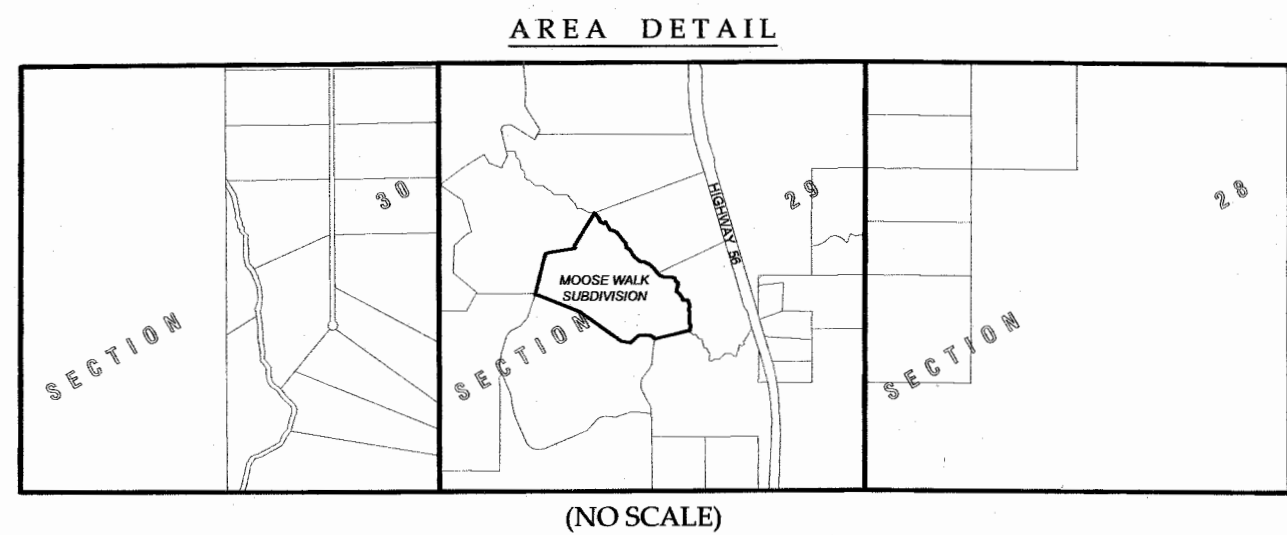 AREA DETAIL
SECTION 30
SECTION 29
SECTION 28
HIGHWAY 56
MOOSE WALK
SUBDIVISION
(NO SCALE)